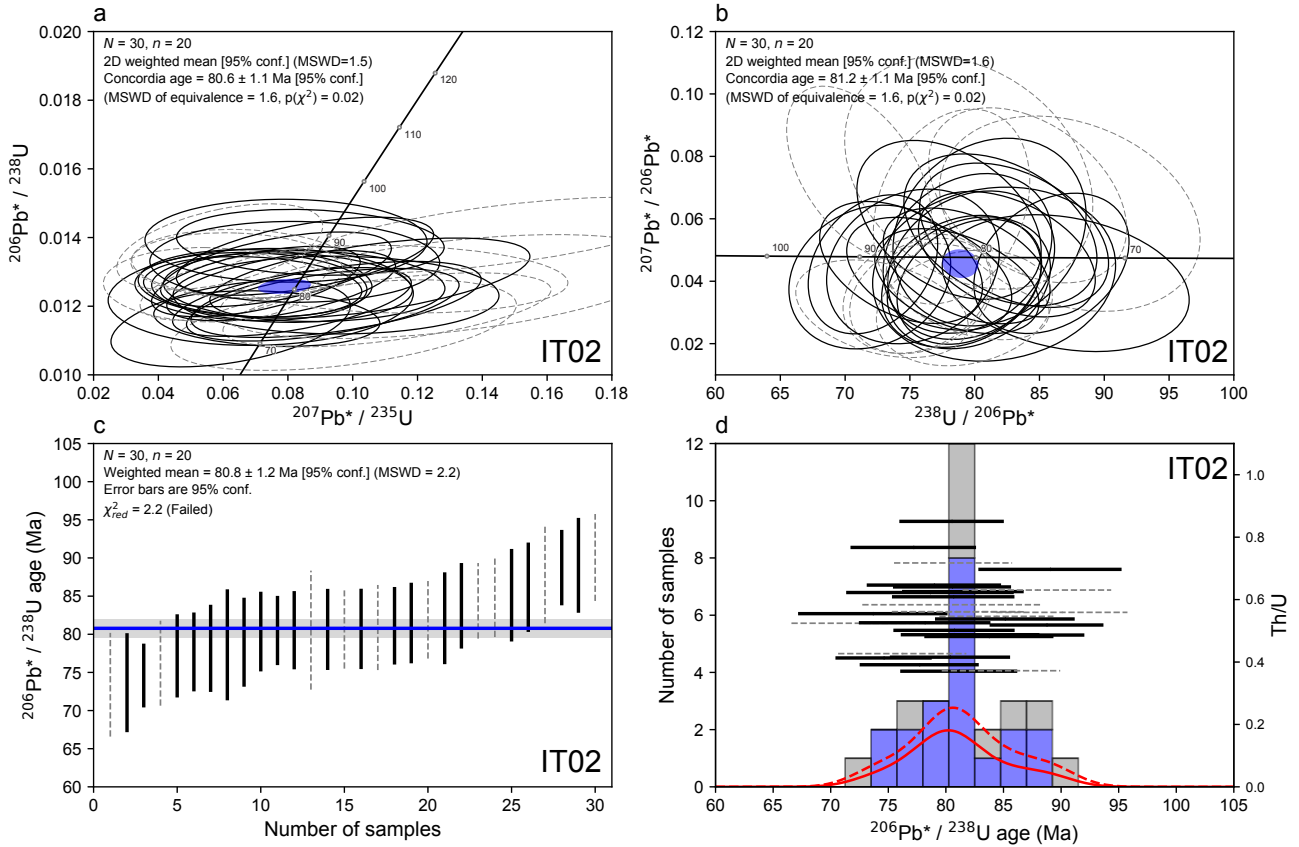 a
N = 30, n = 20
2D weighted mean [95% conf.] (MSWD=1.5)
Concordia age = 80.6 ± 1.1 Ma [95% conf.]
(MSWD of equivalence = 1.6, p(χ²) = 0.02)
0.020
0.018
0.016
0.014
0.012
0.010
²⁰⁶Pb* / ²³⁸U
120
110
100
90
80
70
IT02
0.02 0.04 0.06 0.08 0.10 0.12 0.14 0.16 0.18
²⁰⁷Pb* / ²³⁵U
b
N = 30, n = 20
2D weighted mean [95% conf.] (MSWD=1.6)
Concordia age = 81.2 ± 1.1 Ma [95% conf.]
(MSWD of equivalence = 1.6, p(χ²) = 0.02)
0.12
0.10
0.08
0.06
0.04
0.02
²⁰⁷Pb* / ²⁰⁶Pb*
100 90 80 70
IT02
60 65 70 75 80 85 90 95 100
²³⁸U / ²⁰⁶Pb*
c
N = 30, n = 20
Weighted mean = 80.8 ± 1.2 Ma [95% conf.] (MSWD = 2.2)
Error bars are 95% conf.
χ²red = 2.2 (Failed)
105
100
95
90
85
80
75
70
65
60
²⁰⁶Pb* / ²³⁸U age (Ma)
IT02
0 5 10 15 20 25 30
Number of samples
d
IT02
12
10
8
6
4
2
0
Number of samples
1.0
0.8
0.6
0.4
0.2
0.0
Th/U
60 65 70 75 80 85 90 95 100 105
²⁰⁶Pb* / ²³⁸U age (Ma)